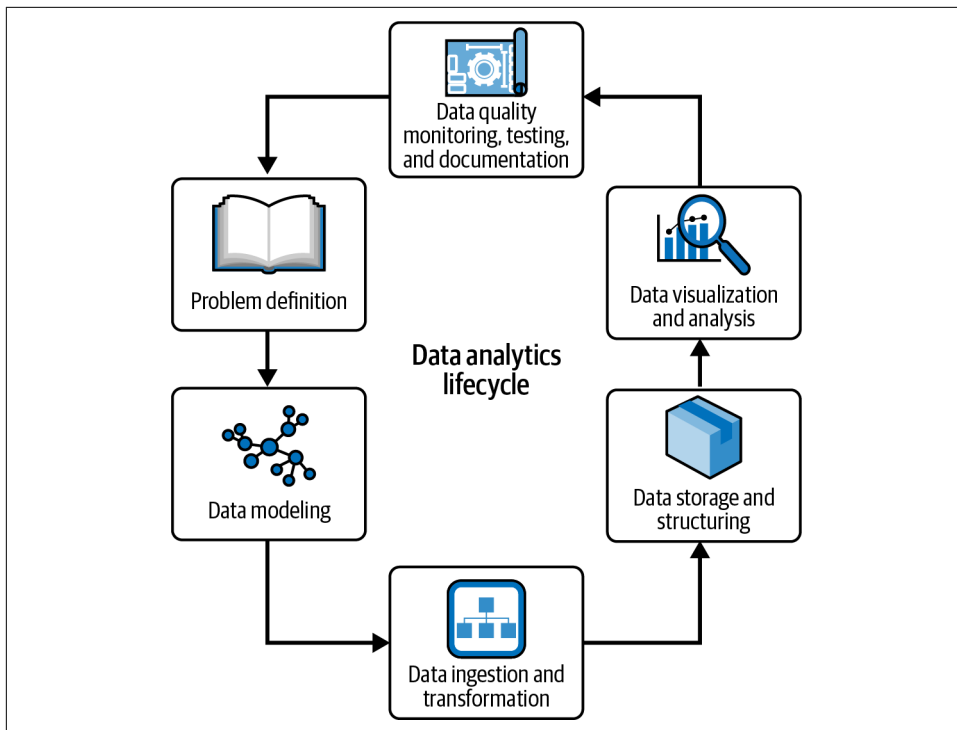 Data quality
monitoring, testing,
and documentation
Problem definition
Data modeling
Data ingestion and
transformation
Data storage and
structuring
Data visualization
and analysis
Data analytics
lifecycle